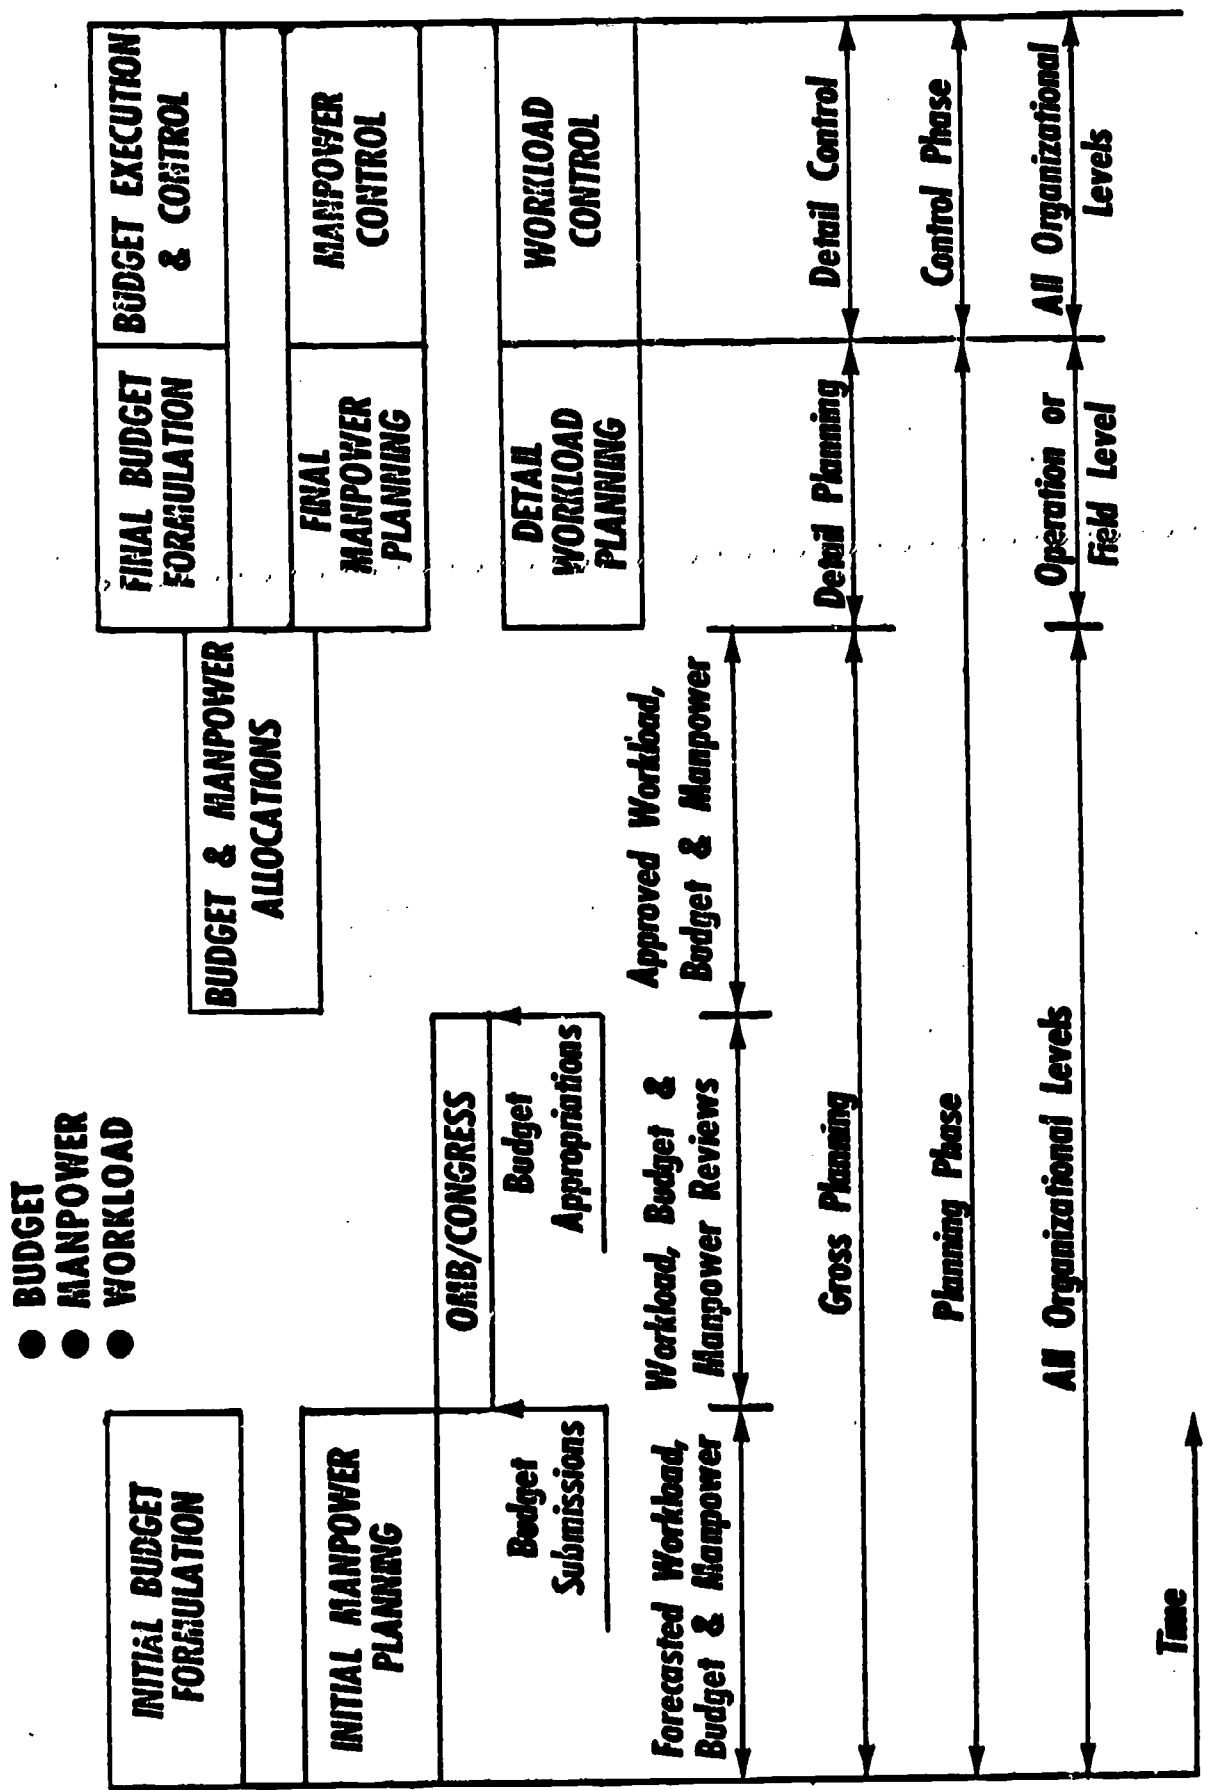 ● BUDGET
● MANPOWER
● WORKLOAD
INITIAL BUDGET
FORMULATION
FINAL BUDGET
FORMULATION
BUDGET EXECUTION
& CONTROL
BUDGET & MANPOWER
ALLOCATIONS
INITIAL MANPOWER
PLANNING
FINAL
MANPOWER
PLANNING
MANPOWER
CONTROL
OMB/CONGRESS
Budget
Submissions
Budget
Appropriations
DETAIL
WORKLOAD
PLANNING
WORKLOAD
CONTROL
Forecasted Workload,
Budget & Manpower
Workload, Budget &
Manpower Reviews
Approved Workload,
Budget & Manpower
Gross Planning
Detail Planning
Detail Control
Planning Phase
Control Phase
All Organizational Levels
Operation or
Field Level
All Organizational
Levels
Time